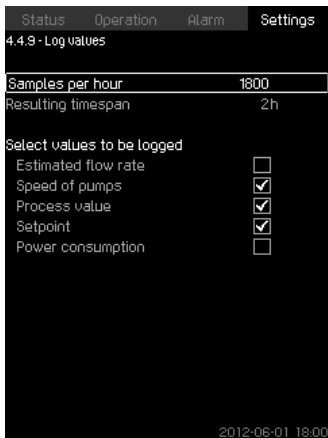 Status Operation Alarm Settings
4.4.9 - Log values
Samples per hour 1800
Resulting timespan 2h
Select values to be logged
Estimated flow rate
Speed of pumps
Process value
Setpoint
Power consumption
2012-06-01 18:00